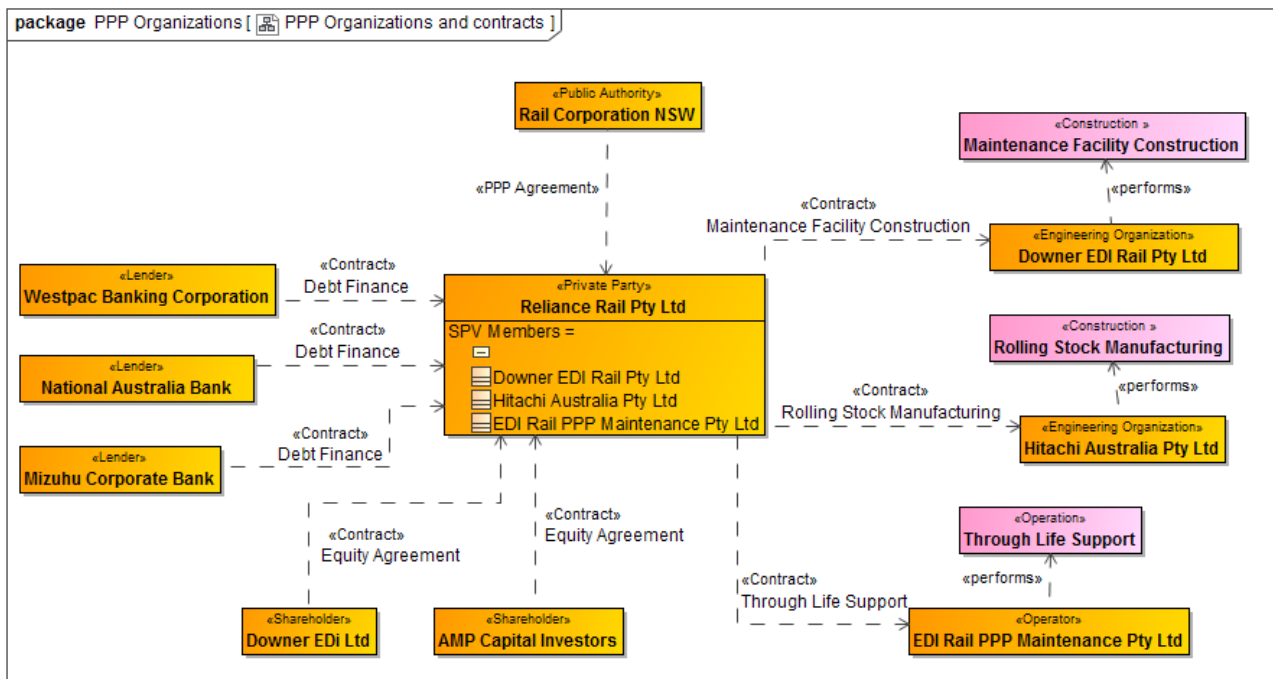 package PPP Organizations [ PPP Organizations and contracts ]
«Public Authority»
Rail Corporation NSW
«PPP Agreement»
«Construction »
Maintenance Facility Construction
«performs»
«Contract»
Maintenance Facility Construction
«Engineering Organization»
Downer EDI Rail Pty Ltd
«Lender»
Westpac Banking Corporation
«Contract»
Debt Finance
«Private Party»
Reliance Rail Pty Ltd
SPV Members =
Downer EDI Rail Pty Ltd
Hitachi Australia Pty Ltd
EDI Rail PPP Maintenance Pty Ltd
«Lender»
National Australia Bank
«Contract»
Debt Finance
«Construction »
Rolling Stock Manufacturing
«performs»
«Contract»
Rolling Stock Manufacturing
«Engineering Organization»
Hitachi Australia Pty Ltd
«Lender»
Mizuhu Corporate Bank
«Contract»
Debt Finance
«Contract»
Equity Agreement
«Contract»
Equity Agreement
«Operation»
Through Life Support
«performs»
«Contract»
Through Life Support
«Shareholder»
Downer EDi Ltd
«Shareholder»
AMP Capital Investors
«Operator»
EDI Rail PPP Maintenance Pty Ltd